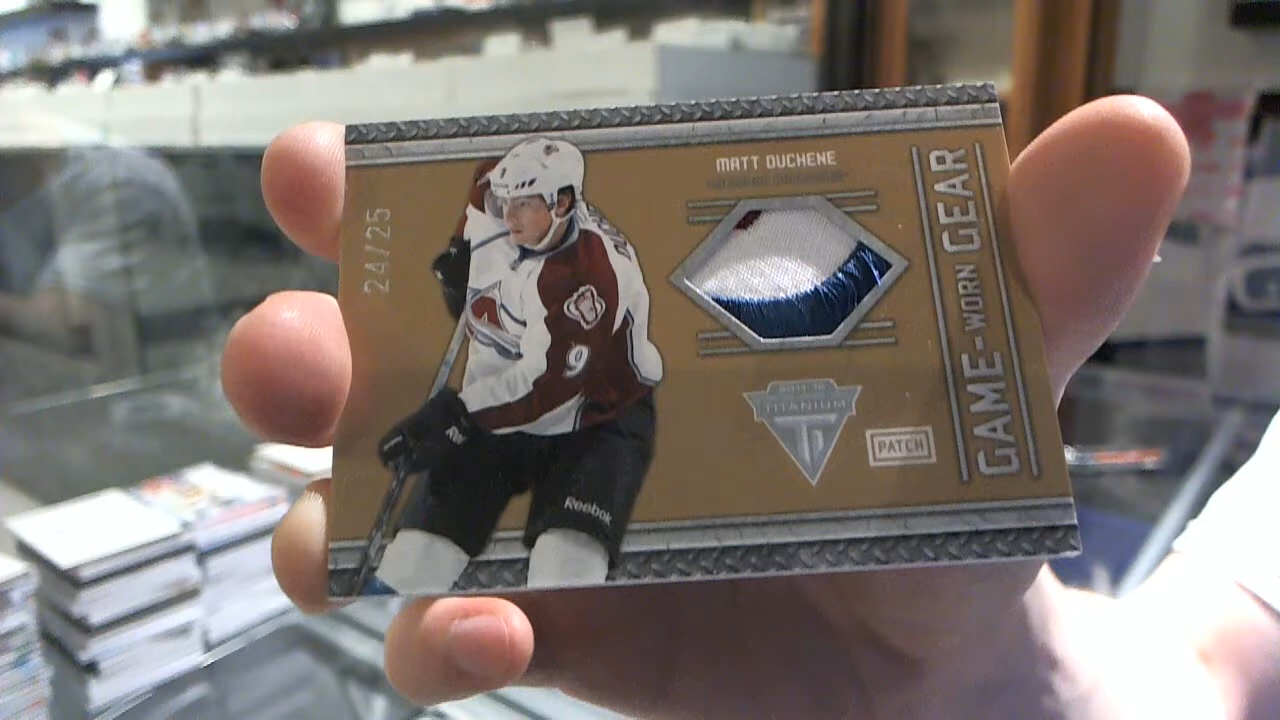 24/25
MATT DUCHENE
GAME-WORN GEAR
9
TITANIUM
PATCH
Reebok